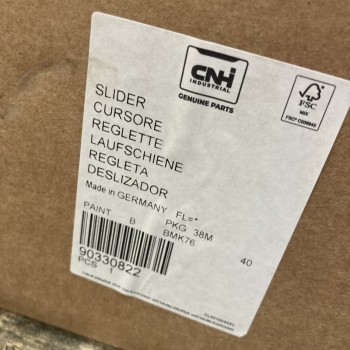 CNH
INDUSTRIAL
GENUINE PARTS
FSC
MIX
SLIDER
CURSORE
REGLETTE
LAUFSCHIENE
REGLETA
DESLIZADOR
Made in GERMANY FL=*
PAINT B PKG 38M
BMK76 40
90330822
PCS 1